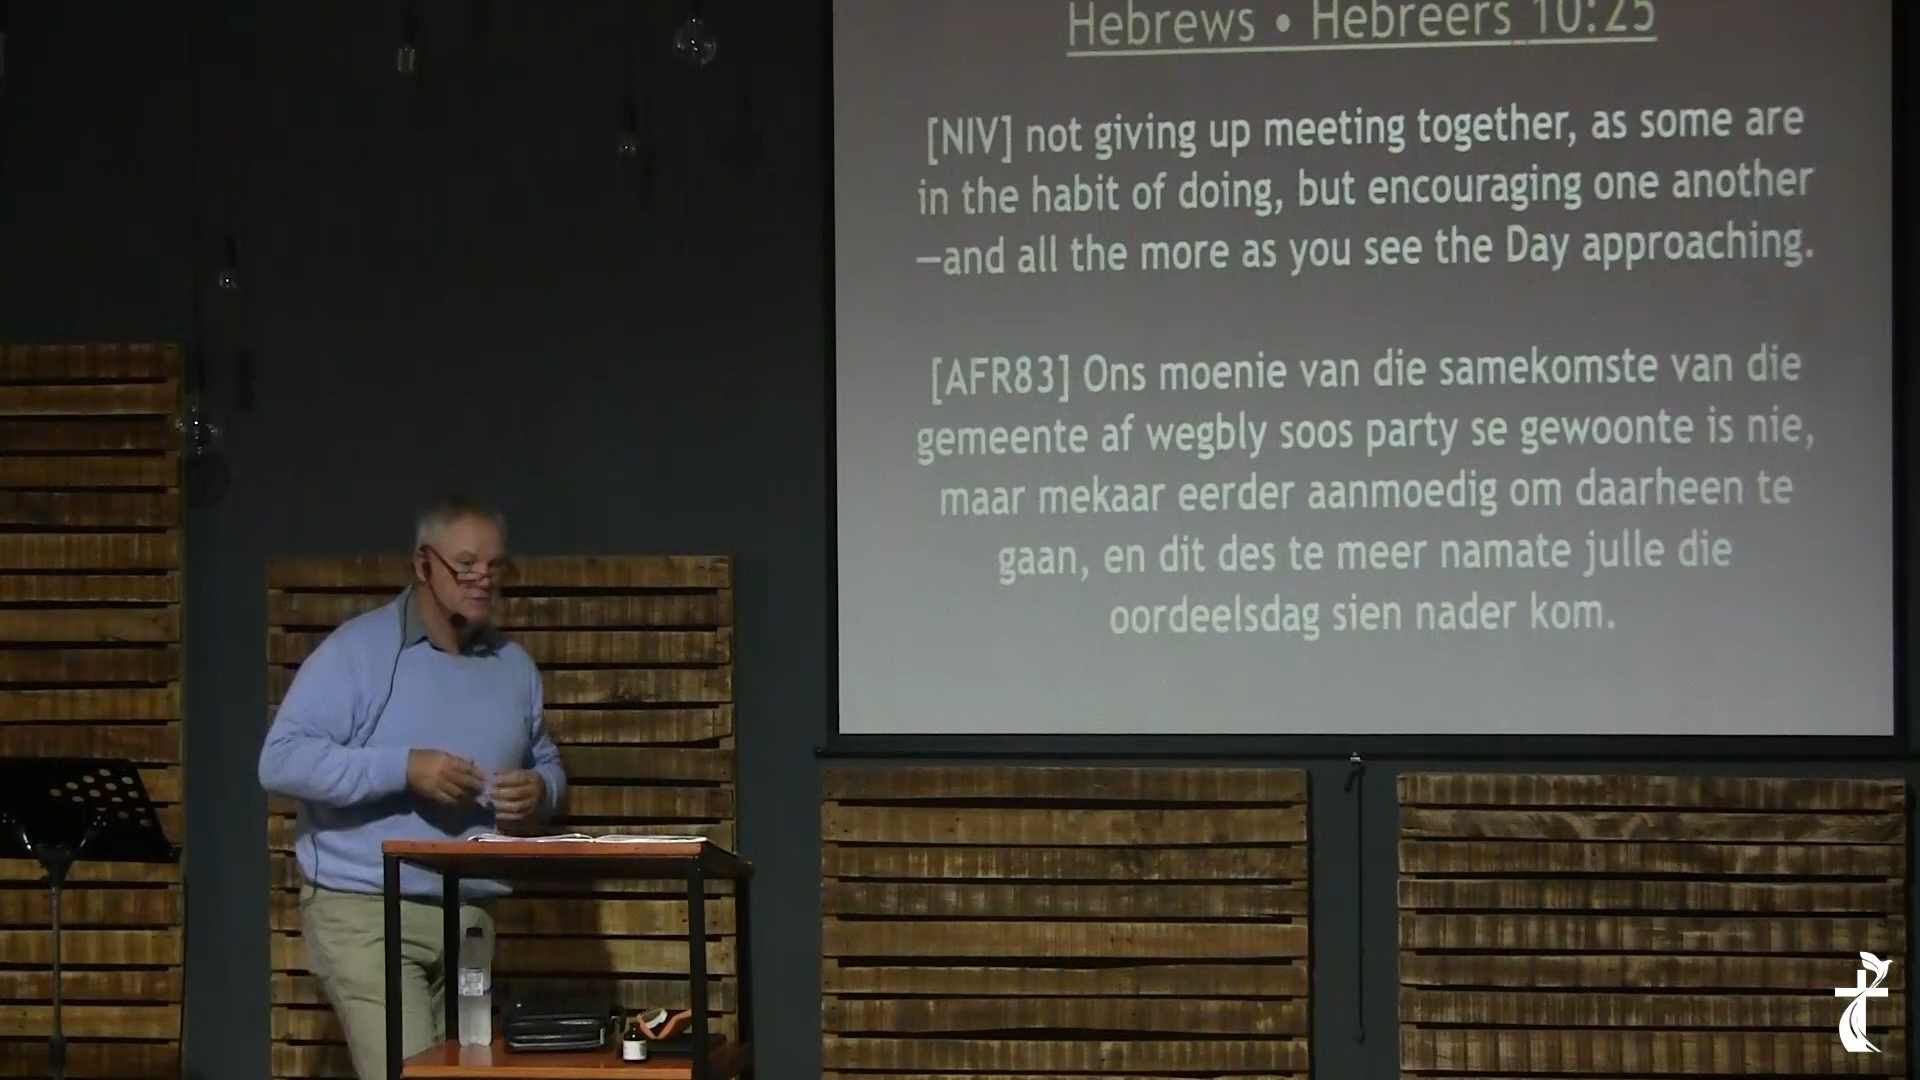 Hebrews • Hebreërs 10:25
[NIV] not giving up meeting together, as some are
in the habit of doing, but encouraging one another
—and all the more as you see the Day approaching.
[AFR83] Ons moenie van die samekomste van die
gemeente af wegbly soos party se gewoonte is nie,
maar mekaar eerder aanmoedig om daarheen te
gaan, en dit des te meer namate julle die
oordeelsdag sien nader kom.